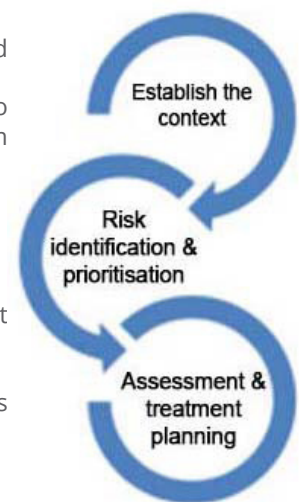 Establish the
context
Risk
identification &
prioritisation
Assessment &
treatment
planning